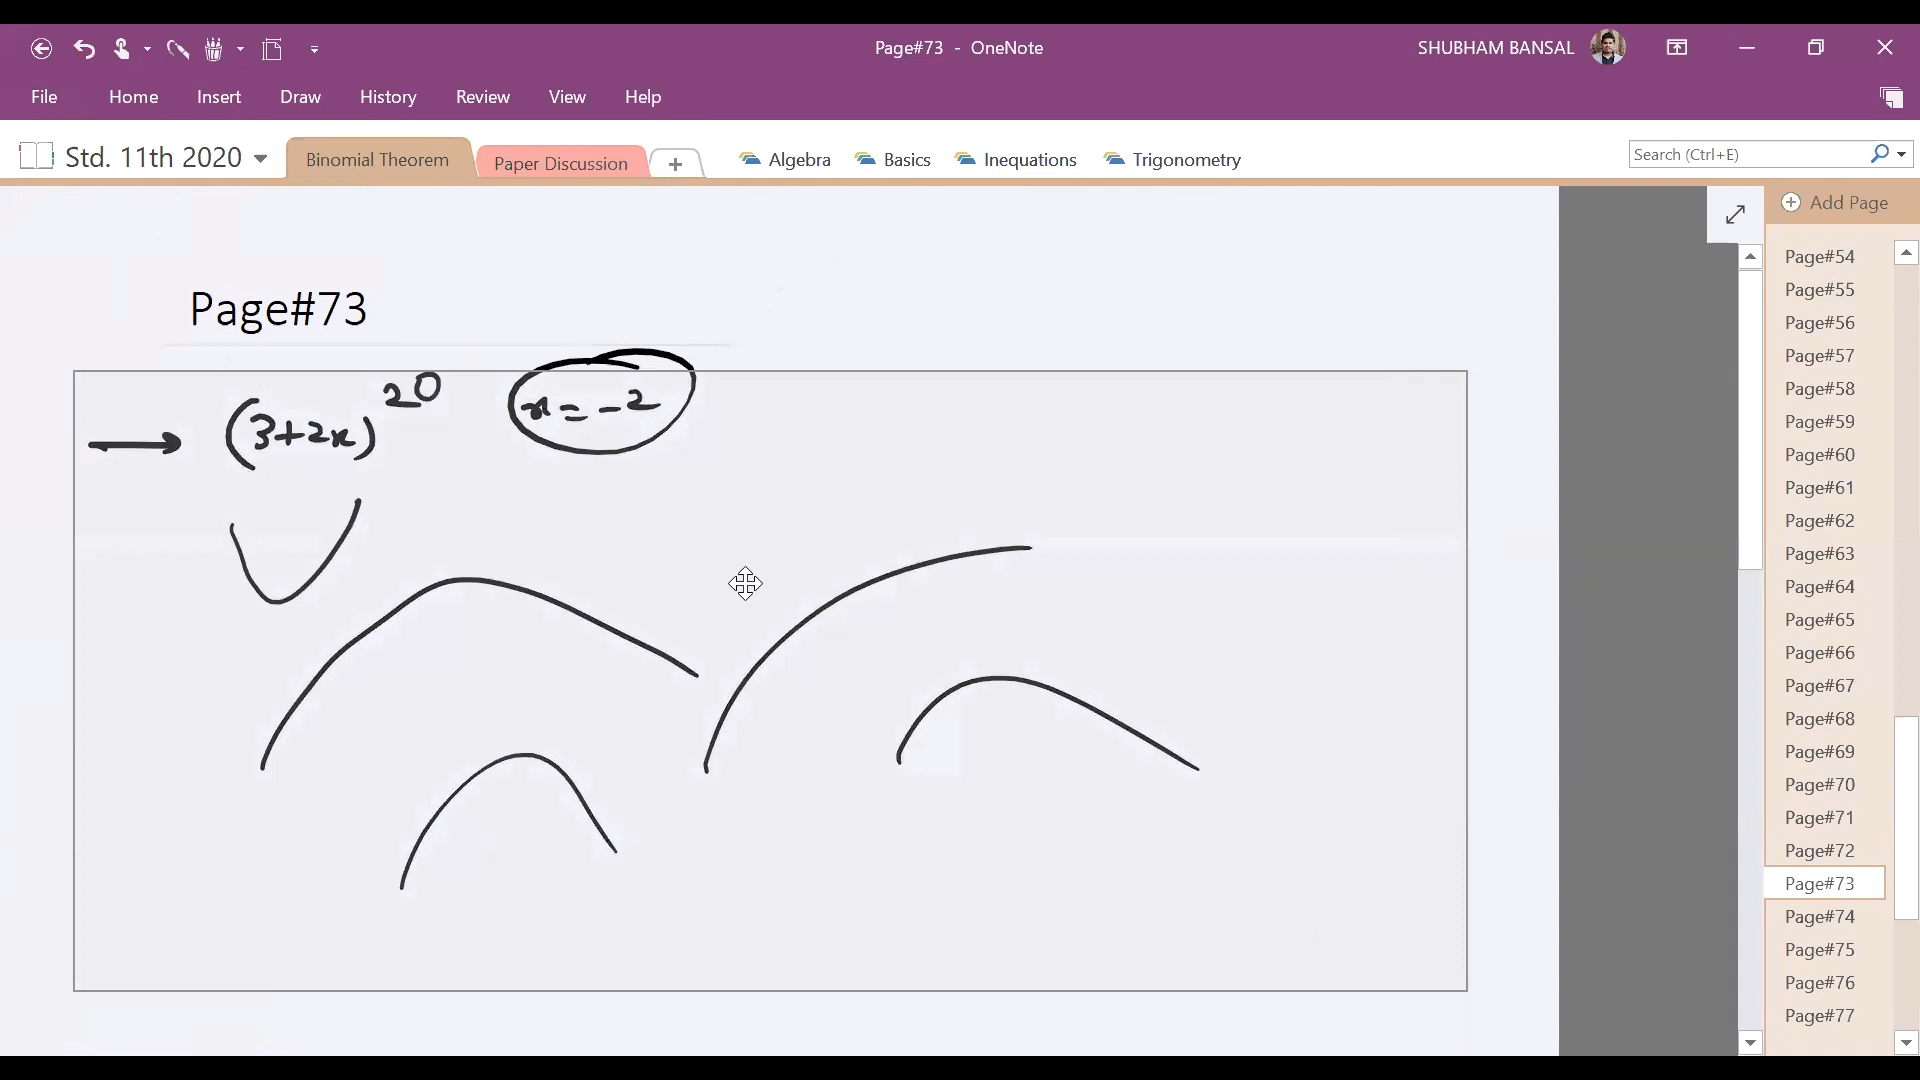 Page#73 - OneNote
SHUBHAM BANSAL
File Home Insert Draw History Review View Help
Std. 11th 2020
Binomial Theorem
Paper Discussion
Algebra
Basics
Inequations
Trigonometry
Search (Ctrl+E)
Add Page
Page#73
(3+2x)^20 x = -2
Page#54
Page#55
Page#56
Page#57
Page#58
Page#59
Page#60
Page#61
Page#62
Page#63
Page#64
Page#65
Page#66
Page#67
Page#68
Page#69
Page#70
Page#71
Page#72
Page#73
Page#74
Page#75
Page#76
Page#77